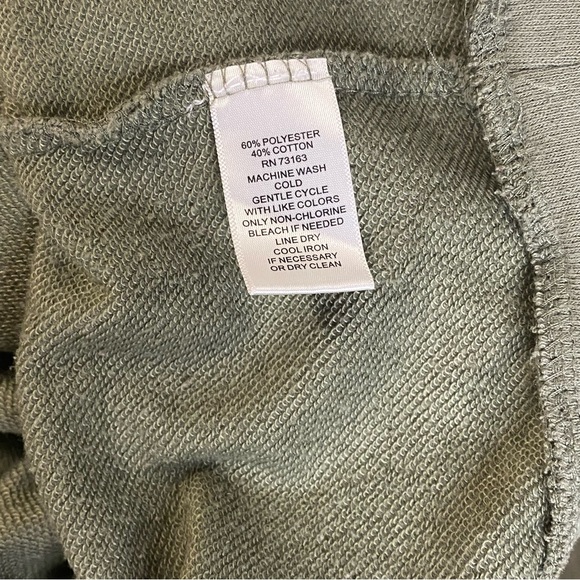 60% POLYESTER
40% COTTON
RN 73163
MACHINE WASH
COLD
GENTLE CYCLE
WITH LIKE COLORS
ONLY NON-CHLORINE
BLEACH IF NEEDED
LINE DRY
COOL IRON
IF NECESSARY
OR DRY CLEAN